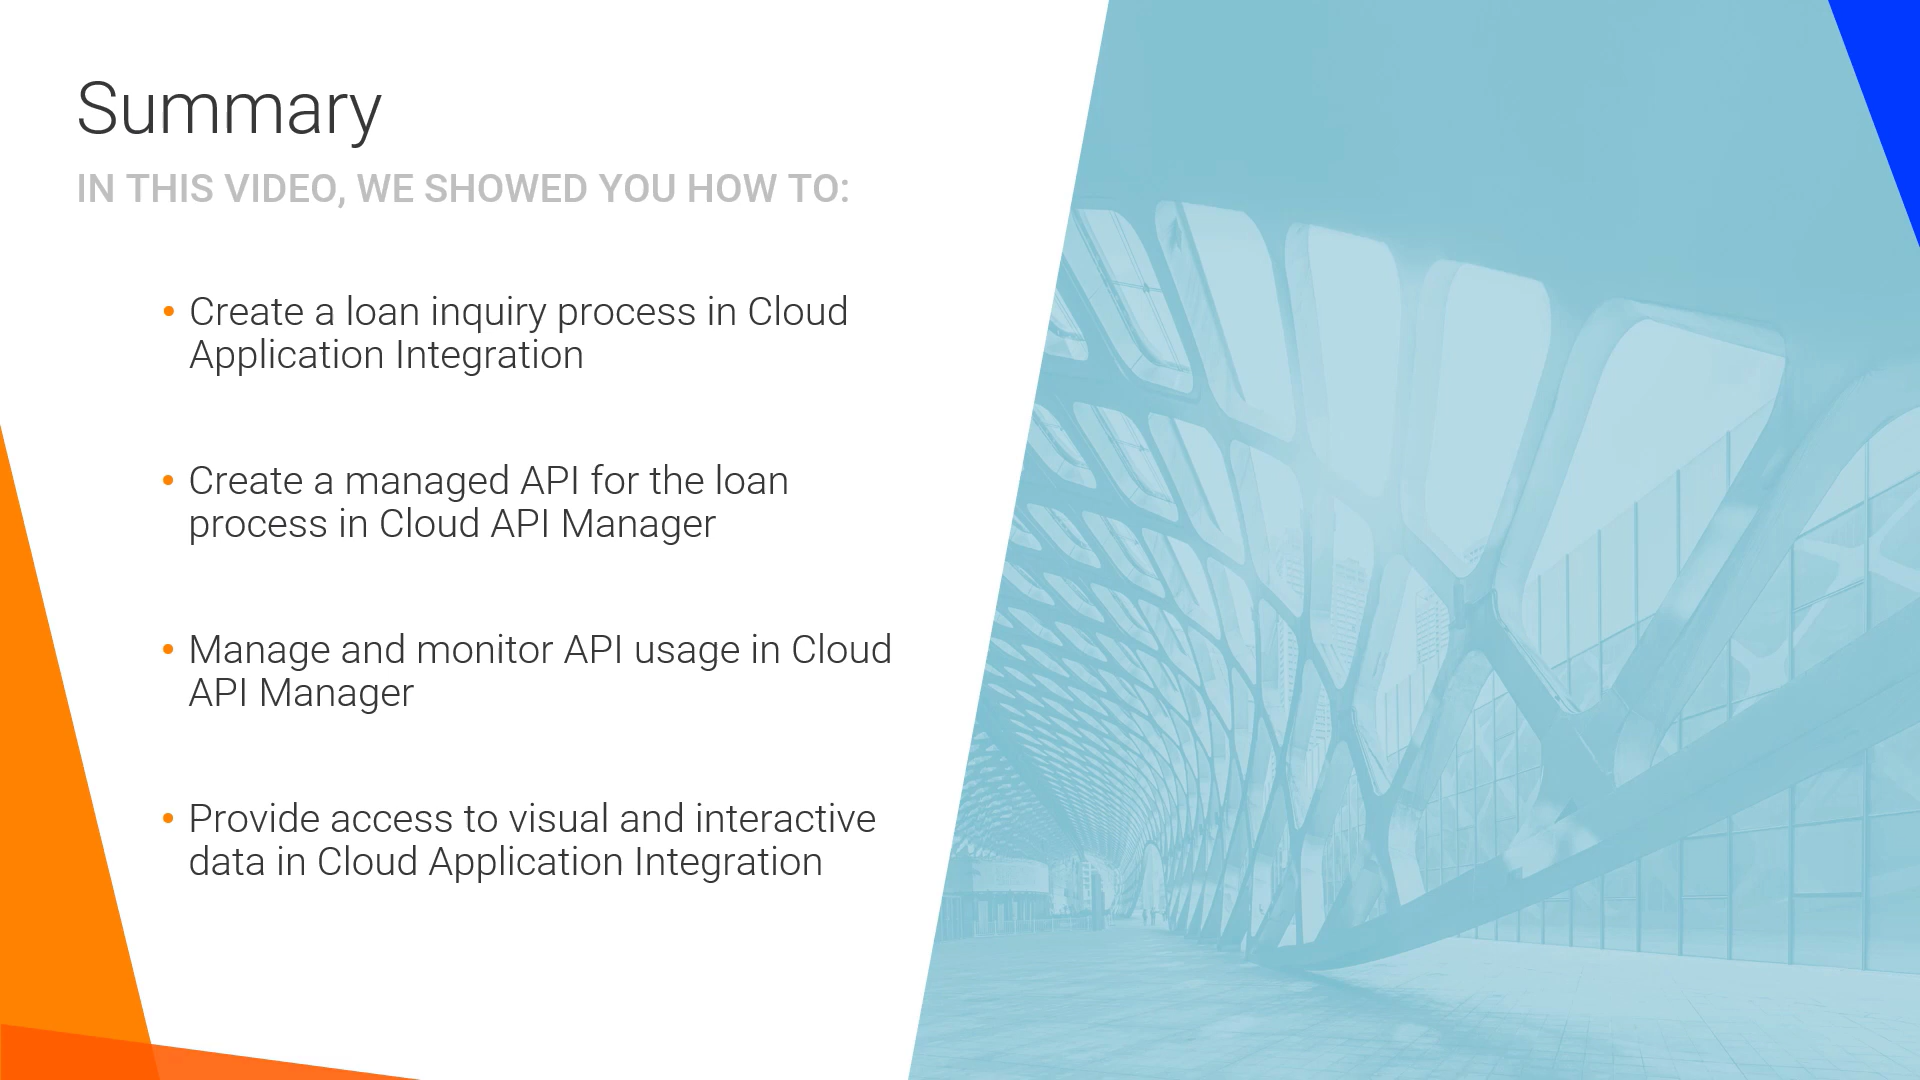 Summary
IN THIS VIDEO, WE SHOWED YOU HOW TO:
• Create a loan inquiry process in Cloud
Application Integration
• Create a managed API for the loan
process in Cloud API Manager
• Manage and monitor API usage in Cloud
API Manager
• Provide access to visual and interactive
data in Cloud Application Integration